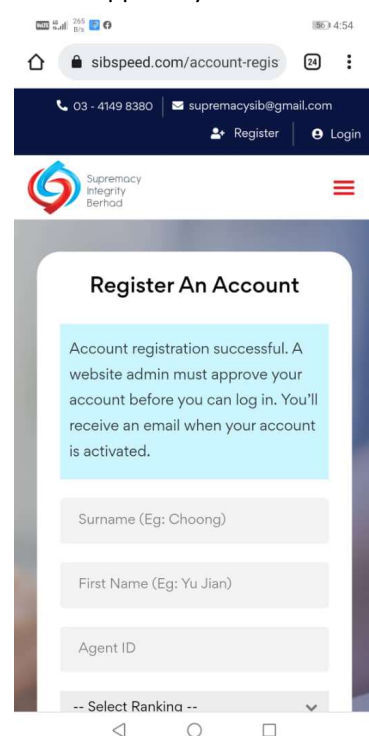 265
B/s
56
4:54
sibspeed.com/account-regis
24
03 - 4149 8380
supremacysib@gmail.com
Register
Login
Supremacy
Integrity
Berhad
Register An Account
Account registration successful. A
website admin must approve your
account before you can log in. You'll
receive an email when your account
is activated.
Surname (Eg: Choong)
First Name (Eg: Yu Jian)
Agent ID
-- Select Ranking --